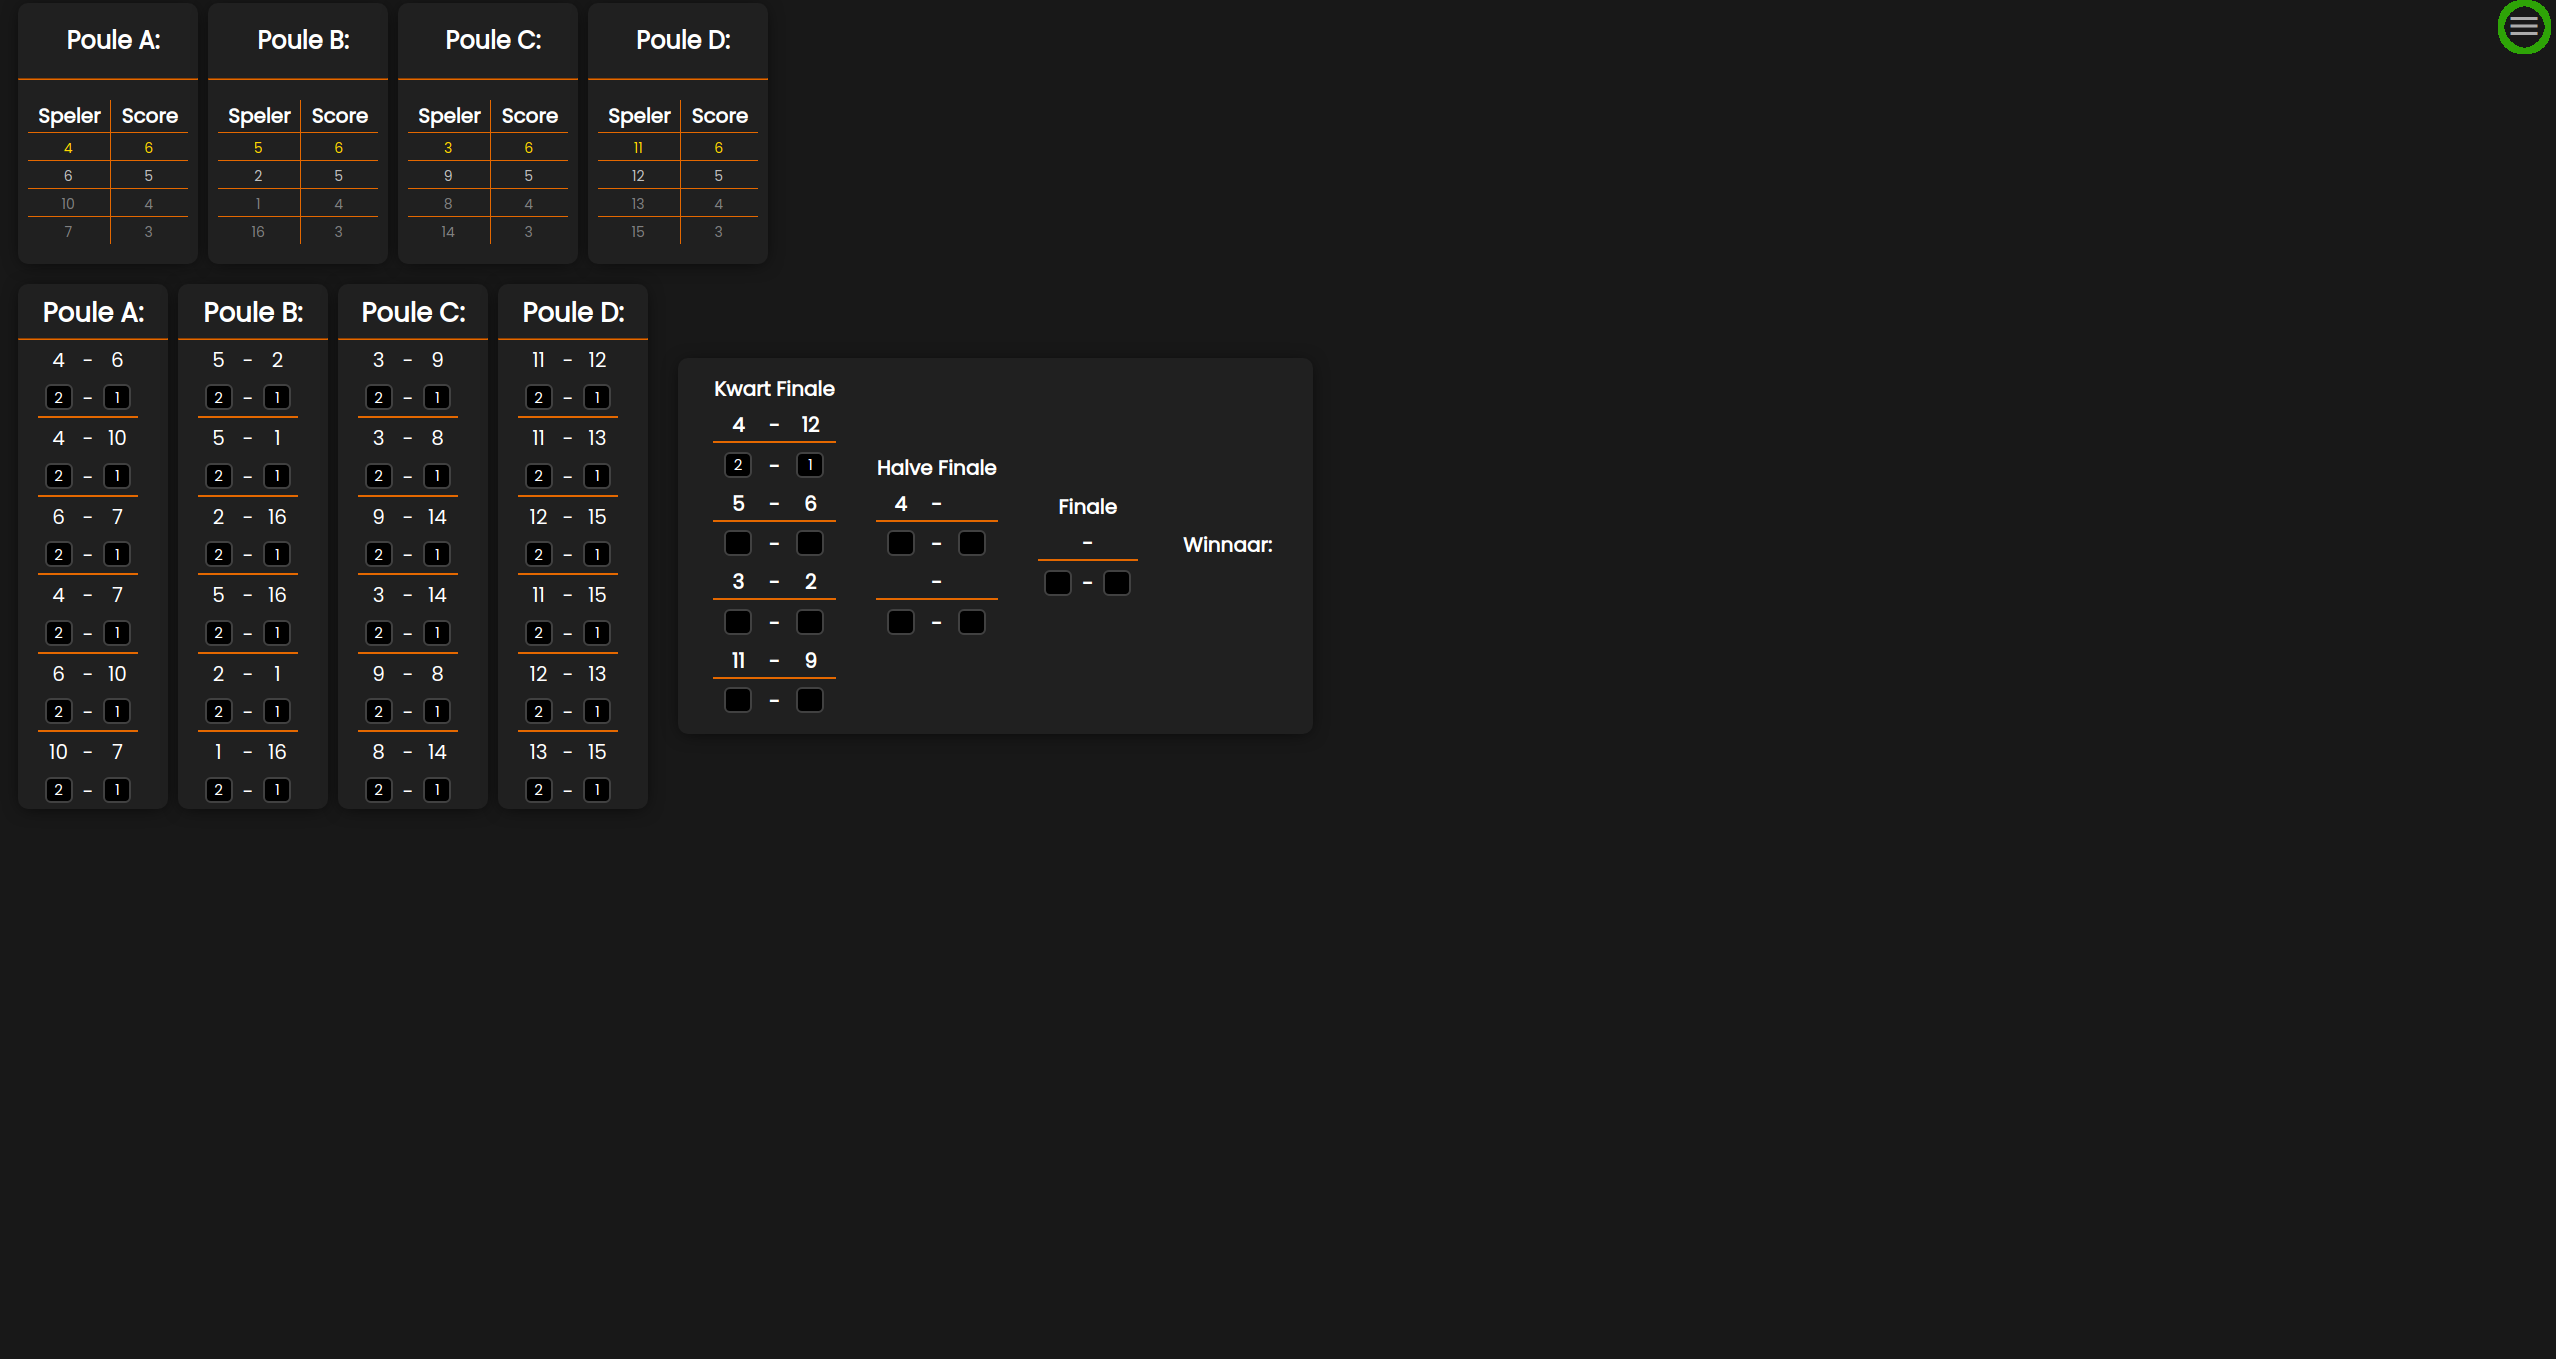 Poule A:
Speler Score
4 6
6 5
10 4
7 3
Poule B:
Speler Score
5 6
2 5
1 4
16 3
Poule C:
Speler Score
3 6
9 5
8 4
14 3
Poule D:
Speler Score
11 6
12 5
13 4
15 3
Poule A:
4 - 6
2 - 1
4 - 10
2 - 1
6 - 7
2 - 1
4 - 7
2 - 1
6 - 10
2 - 1
10 - 7
2 - 1
Poule B:
5 - 2
2 - 1
5 - 1
2 - 1
2 - 16
2 - 1
5 - 16
2 - 1
2 - 1
2 - 1
1 - 16
2 - 1
Poule C:
3 - 9
2 - 1
3 - 8
2 - 1
9 - 14
2 - 1
3 - 14
2 - 1
9 - 8
2 - 1
8 - 14
2 - 1
Poule D:
11 - 12
2 - 1
11 - 13
2 - 1
12 - 15
2 - 1
11 - 15
2 - 1
12 - 13
2 - 1
13 - 15
2 - 1
Kwart Finale
4 - 12
2 - 1
5 - 6
-
3 - 2
-
11 - 9
-
Halve Finale
4 -
-
-
-
Finale
-
-
Winnaar: